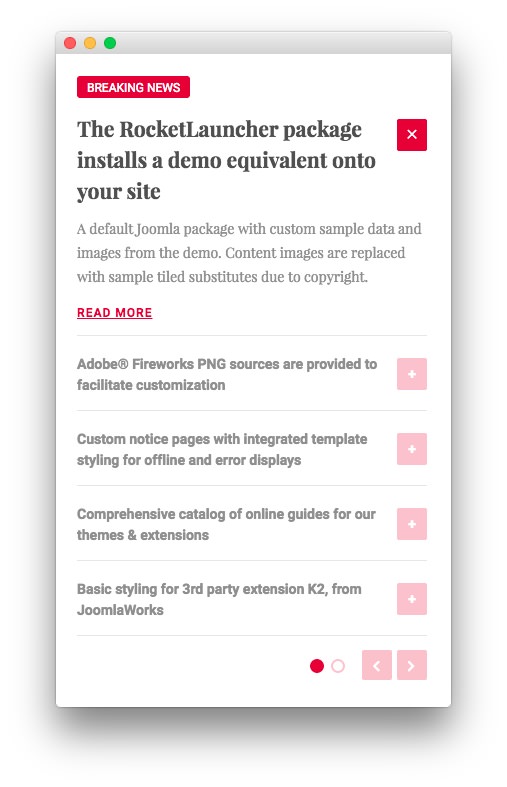 BREAKING NEWS
The RocketLauncher package
installs a demo equivalent onto
your site
A default Joomla package with custom sample data and
images from the demo. Content images are replaced
with sample tiled substitutes due to copyright.
READ MORE
Adobe® Fireworks PNG sources are provided to
facilitate customization
Custom notice pages with integrated template
styling for offline and error displays
Comprehensive catalog of online guides for our
themes & extensions
Basic styling for 3rd party extension K2, from
JoomlaWorks